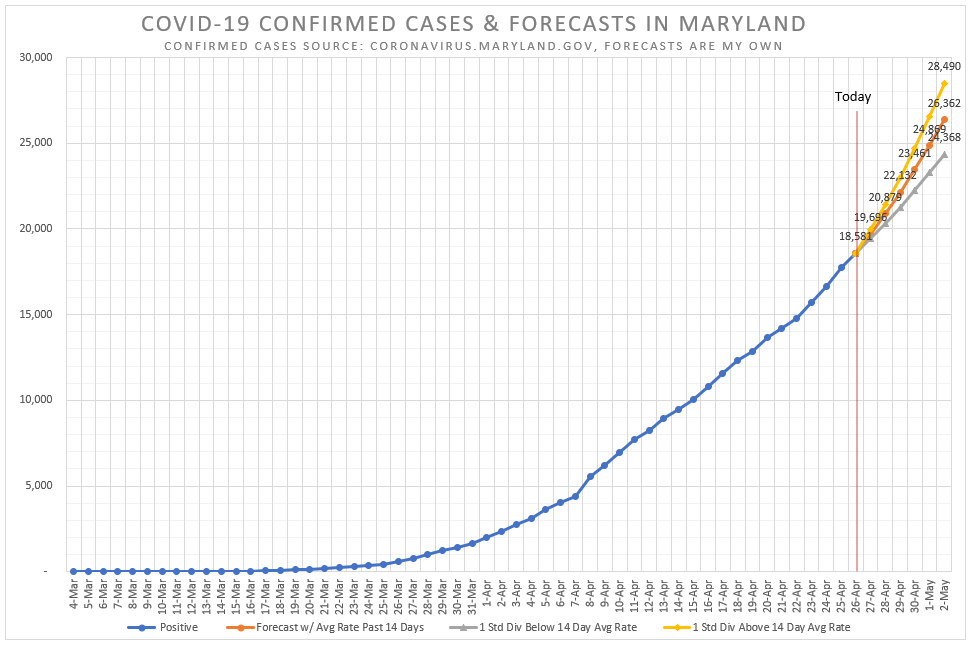 COVID-19 CONFIRMED CASES & FORECASTS IN MARYLAND
CONFIRMED CASES SOURCE: CORONAVIRUS.MARYLAND.GOV, FORECASTS ARE MY OWN
30,000
25,000
20,000
15,000
10,000
5,000
-
Today
28,490
26,362
24,869
24,368
23,461
22,132
20,879
19,696
18,581
4-Mar
5-Mar
6-Mar
7-Mar
8-Mar
9-Mar
10-Mar
11-Mar
12-Mar
13-Mar
14-Mar
15-Mar
16-Mar
17-Mar
18-Mar
19-Mar
20-Mar
21-Mar
22-Mar
23-Mar
24-Mar
25-Mar
26-Mar
27-Mar
28-Mar
29-Mar
30-Mar
31-Mar
1-Apr
2-Apr
3-Apr
4-Apr
5-Apr
6-Apr
7-Apr
8-Apr
9-Apr
10-Apr
11-Apr
12-Apr
13-Apr
14-Apr
15-Apr
16-Apr
17-Apr
18-Apr
19-Apr
20-Apr
21-Apr
22-Apr
23-Apr
24-Apr
25-Apr
26-Apr
27-Apr
28-Apr
29-Apr
30-Apr
1-May
2-May
Positive
Forecast w/ Avg Rate Past 14 Days
1 Std Div Below 14 Day Avg Rate
1 Std Div Above 14 Day Avg Rate